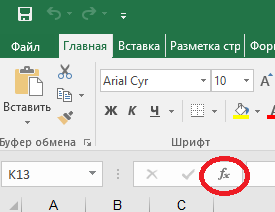 Файл Главная Вставка Разметка стр Фор
Arial Cyr 10
Вставить Ж К Ч
Буфер обмена Шрифт
K13 fx
A B C